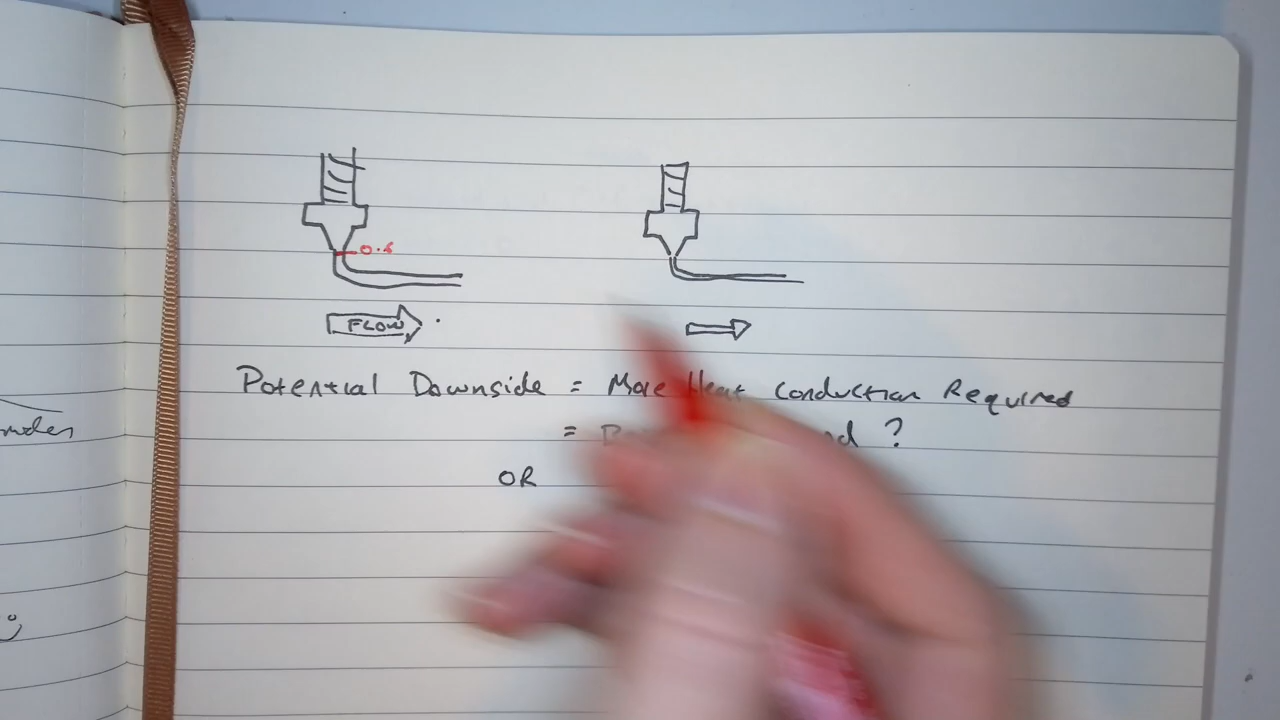 0.6
FLOW
Potential Downside = More Heat conduction Required
= ?
OR